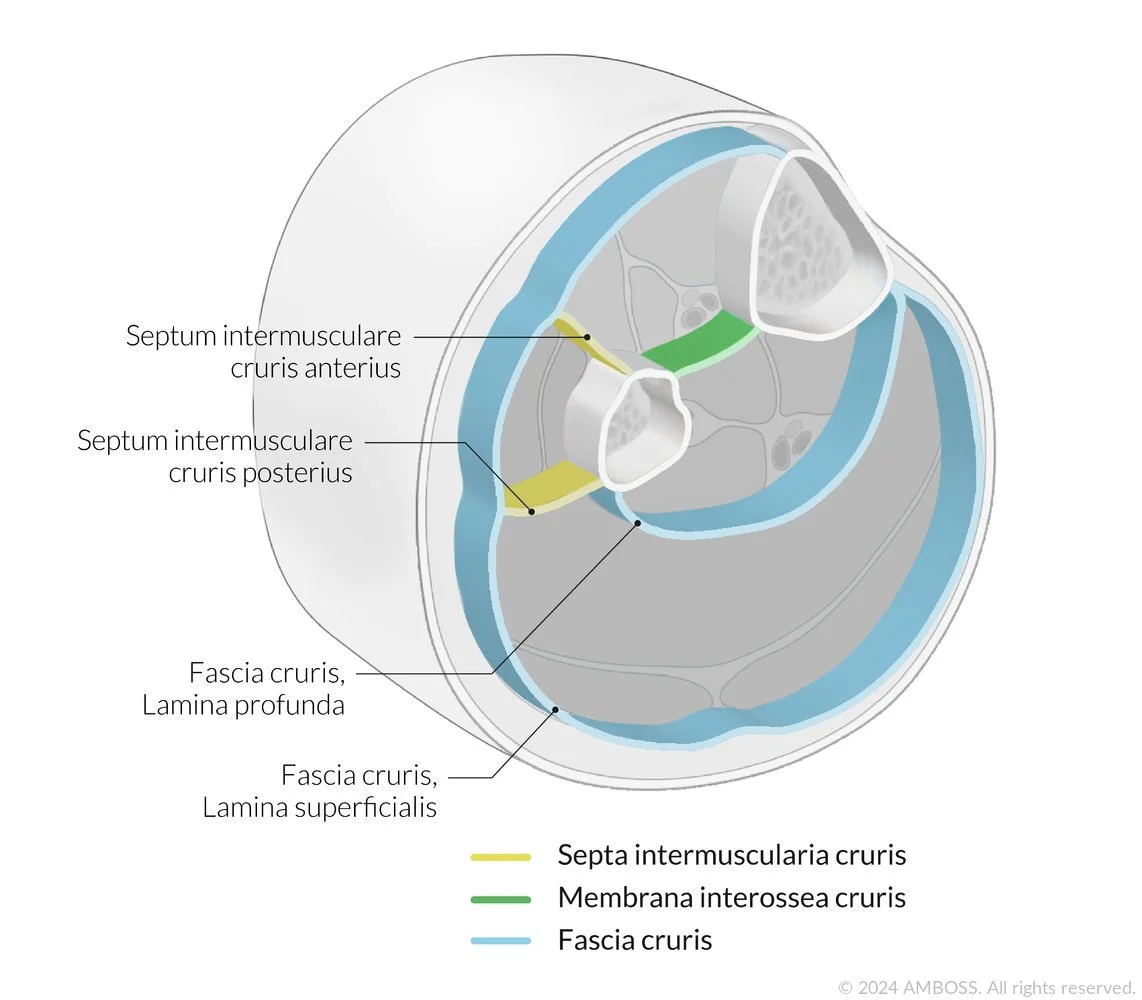 Septum intermusculare
cruris anterius
Septum intermusculare
cruris posterius
Fascia cruris,
Lamina profunda
Fascia cruris,
Lamina superficialis
Septa intermuscularia cruris
Membrana interossea cruris
Fascia cruris
© 2024 AMBOSS. All rights reserved.